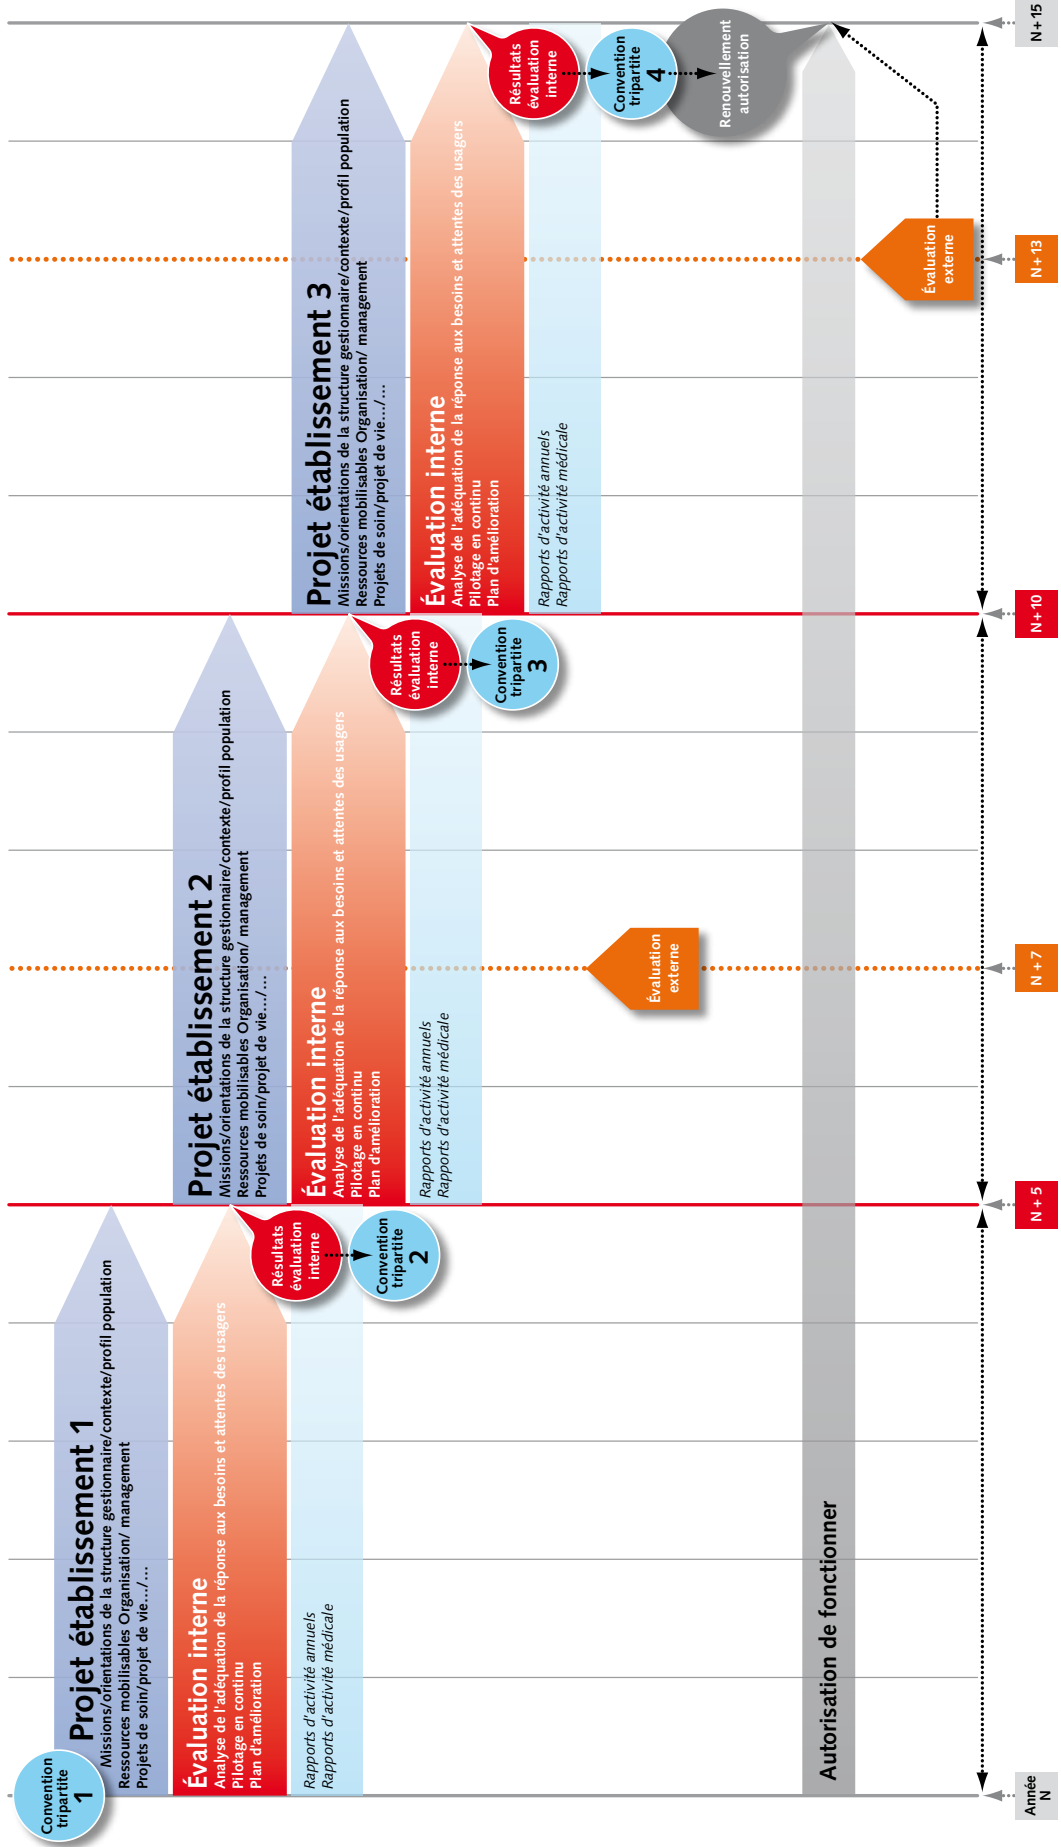 Convention
tripartite
1
Projet établissement 1
Missions/orientations de la structure gestionnaire/contexte/profil population
Ressources mobilisables Organisation/ management
Projets de soin/projet de vie.../...
Évaluation interne
Analyse de l'adéquation de la réponse aux besoins et attentes des usagers
Pilotage en continu
Plan d'amélioration
Rapports d'activité annuels
Rapports d'activité médicale
Résultats
évaluation
interne
Convention
tripartite
2
Projet établissement 2
Missions/orientations de la structure gestionnaire/contexte/profil population
Ressources mobilisables Organisation/ management
Projets de soin/projet de vie.../...
Évaluation interne
Analyse de l'adéquation de la réponse aux besoins et attentes des usagers
Pilotage en continu
Plan d'amélioration
Rapports d'activité annuels
Rapports d'activité médicale
Résultats
évaluation
interne
Convention
tripartite
3
Évaluation
externe
Projet établissement 3
Missions/orientations de la structure gestionnaire/contexte/profil population
Ressources mobilisables Organisation/ management
Projets de soin/projet de vie.../...
Évaluation interne
Analyse de l'adéquation de la réponse aux besoins et attentes des usagers
Pilotage en continu
Plan d'amélioration
Rapports d'activité annuels
Rapports d'activité médicale
Résultats
évaluation
interne
Convention
tripartite
4
Renouvellement
autorisation
Autorisation de fonctionner
Évaluation
externe
Année
N
N + 5
N + 7
N+10
N+13
N+15